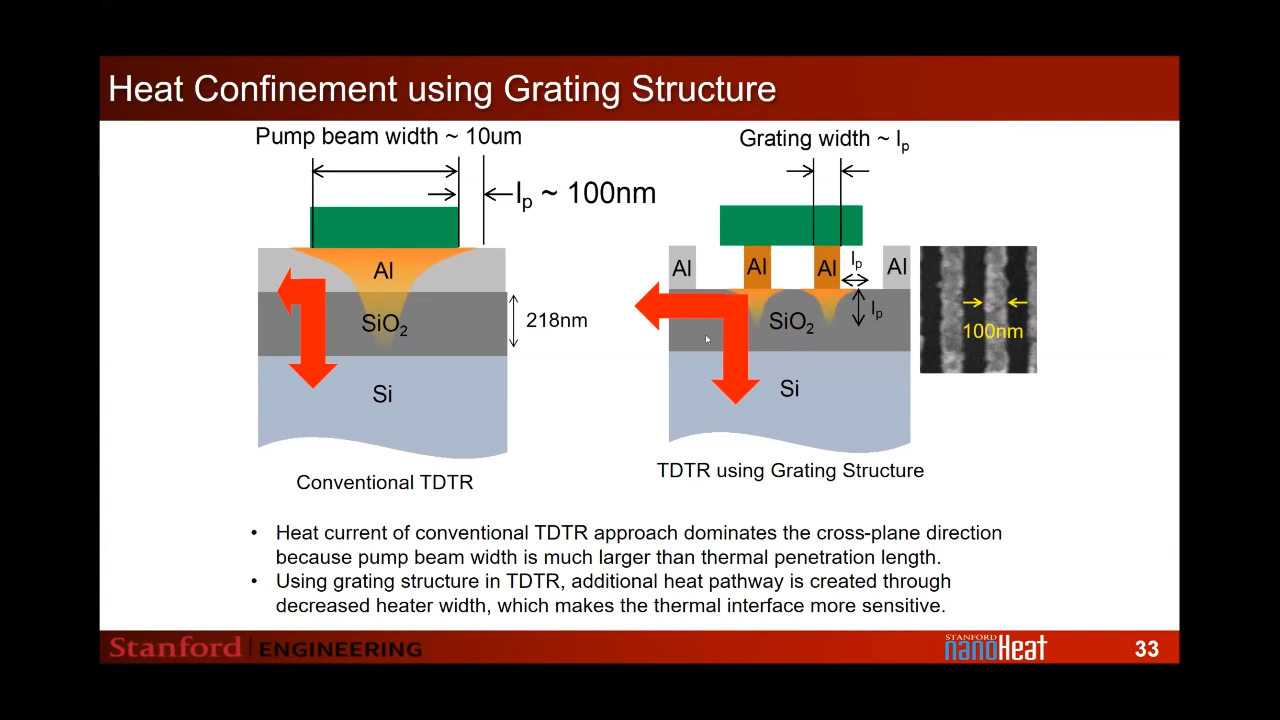 Heat Confinement using Grating Structure
Pump beam width ~ 10um
lp ~ 100nm
Al
SiO2
218nm
Si
Conventional TDTR
Grating width ~ lp
Al
Al
Al
Al
lp
lp
SiO2
Si
100nm
TDTR using Grating Structure
• Heat current of conventional TDTR approach dominates the cross-plane direction
because pump beam width is much larger than thermal penetration length.
• Using grating structure in TDTR, additional heat pathway is created through
decreased heater width, which makes the thermal interface more sensitive.
Stanford ENGINEERING
STANFORD
nanoHeat
33